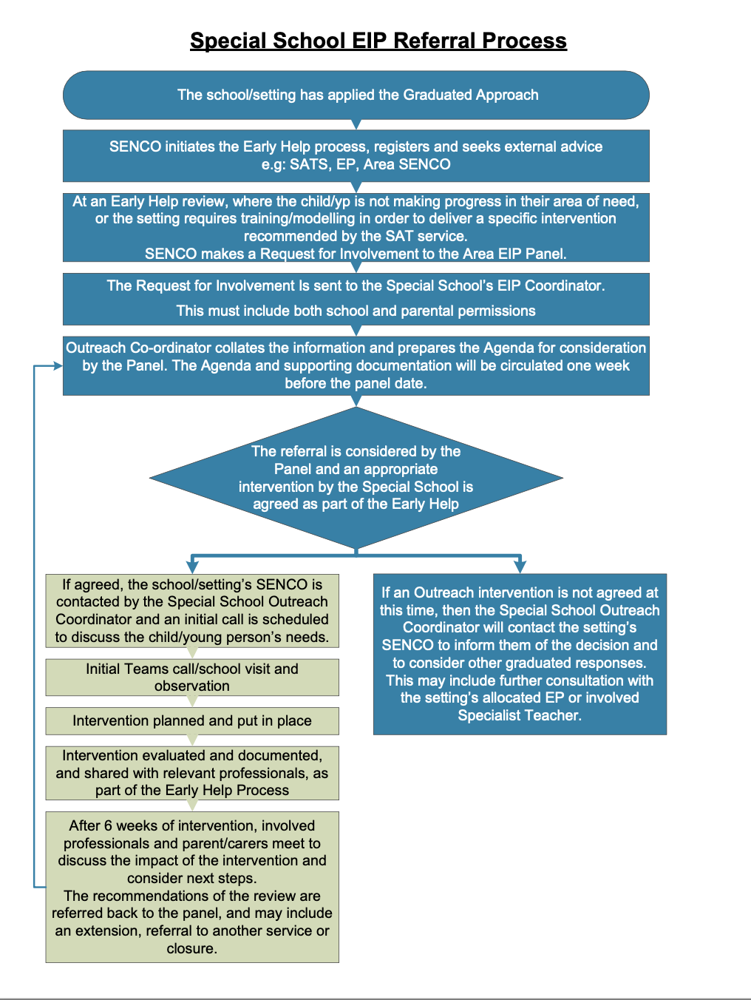 Special School EIP Referral Process
The school/setting has applied the Graduated Approach
SENCO initiates the Early Help process, registers and seeks external advice
e.g: SATS, EP, Area SENCO
At an Early Help review, where the child/yp is not making progress in their area of need,
or the setting requires training/modelling in order to deliver a specific intervention
recommended by the SAT service.
SENCO makes a Request for Involvement to the Area EIP Panel.
The Request for Involvement Is sent to the Special School’s EIP Coordinator.
This must include both school and parental permissions
Outreach Co-ordinator collates the information and prepares the Agenda for consideration
by the Panel. The Agenda and supporting documentation will be circulated one week
before the panel date.
The referral is considered by the
Panel and an appropriate
intervention by the Special School is
agreed as part of the Early Help
If agreed, the school/setting’s SENCO is
contacted by the Special School Outreach
Coordinator and an initial call is scheduled
to discuss the child/young person’s needs.
Initial Teams call/school visit and
observation
Intervention planned and put in place
Intervention evaluated and documented,
and shared with relevant professionals, as
part of the Early Help Process
After 6 weeks of intervention, involved
professionals and parent/carers meet to
discuss the impact of the intervention and
consider next steps.
The recommendations of the review are
referred back to the panel, and may include
an extension, referral to another service or
closure.
If an Outreach intervention is not agreed at
this time, then the Special School Outreach
Coordinator will contact the setting’s
SENCO to inform them of the decision and
to consider other graduated responses.
This may include further consultation with
the setting’s allocated EP or involved
Specialist Teacher.